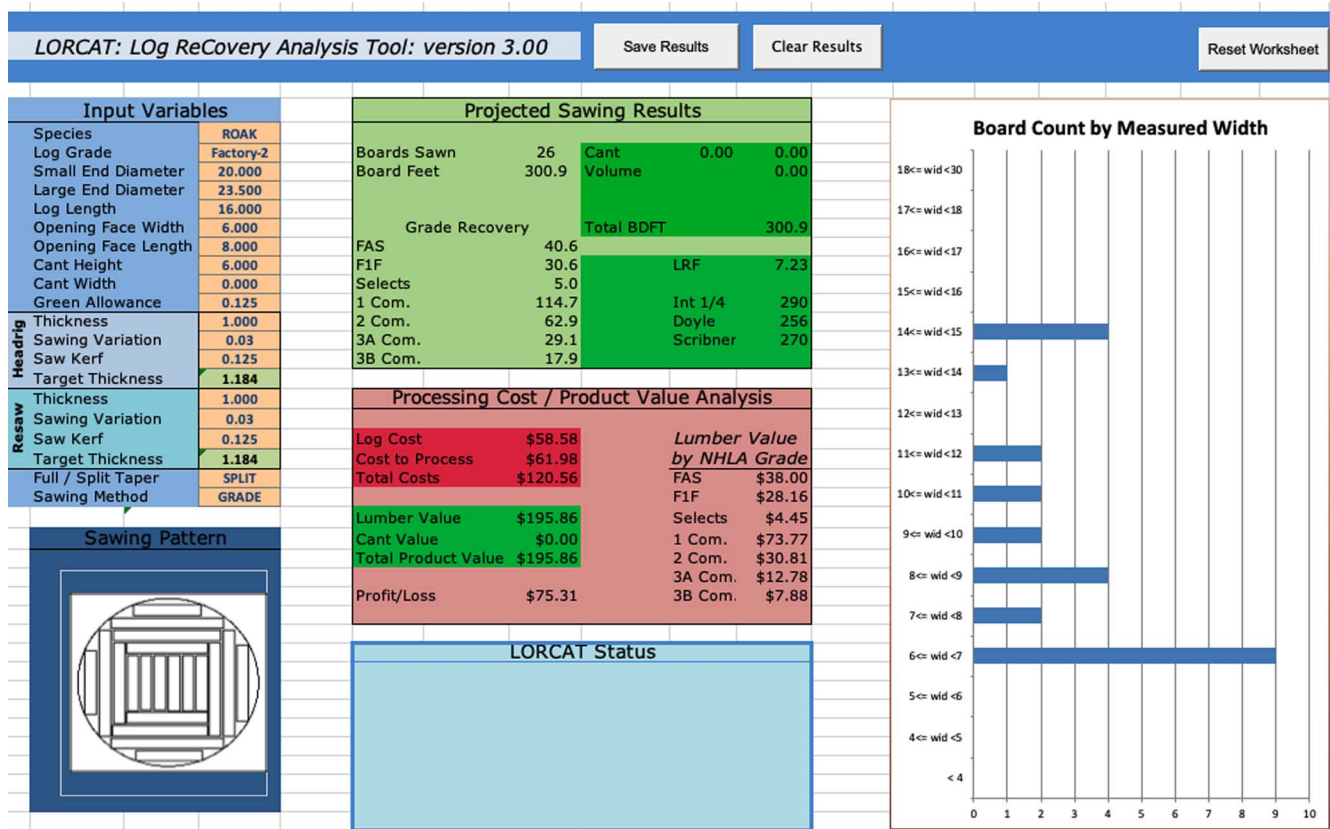 LORCAT: LOg ReCovery Analysis Tool: version 3.00
Save Results
Clear Results
Reset Worksheet
Input Variables
Species ROAK
Log Grade Factory-2
Small End Diameter 20.000
Large End Diameter 23.500
Log Length 16.000
Opening Face Width 6.000
Opening Face Length 8.000
Cant Height 6.000
Cant Width 0.000
Green Allowance 0.125
Headrig
Thickness 1.000
Sawing Variation 0.03
Saw Kerf 0.125
Target Thickness 1.184
Resaw
Thickness 1.000
Sawing Variation 0.03
Saw Kerf 0.125
Target Thickness 1.184
Full / Split Taper SPLIT
Sawing Method GRADE
Sawing Pattern
Projected Sawing Results
Boards Sawn 26 Cant 0.00 0.00
Board Feet 300.9 Volume 0.00
Grade Recovery Total BDFT 300.9
FAS 40.6
F1F 30.6 LRF 7.23
Selects 5.0
1 Com. 114.7 Int 1/4 290
2 Com. 62.9 Doyle 256
3A Com. 29.1 Scribner 270
3B Com. 17.9
Processing Cost / Product Value Analysis
Log Cost $58.58 Lumber Value
Cost to Process $61.98 by NHLA Grade
Total Costs $120.56 FAS $38.00
F1F $28.16
Lumber Value $195.86 Selects $4.45
Cant Value $0.00 1 Com. $73.77
Total Product Value $195.86 2 Com. $30.81
3A Com. $12.78
Profit/Loss $75.31 3B Com. $7.88
LORCAT Status
Board Count by Measured Width
18<= wid <30
17<= wid <18
16<= wid <17
15<= wid <16
14<= wid <15
13<= wid <14
12<= wid <13
11<= wid <12
10<= wid <11
9<= wid <10
8<= wid <9
7<= wid <8
6<= wid <7
5<= wid <6
4<= wid <5
< 4
0 1 2 3 4 5 6 7 8 9 10